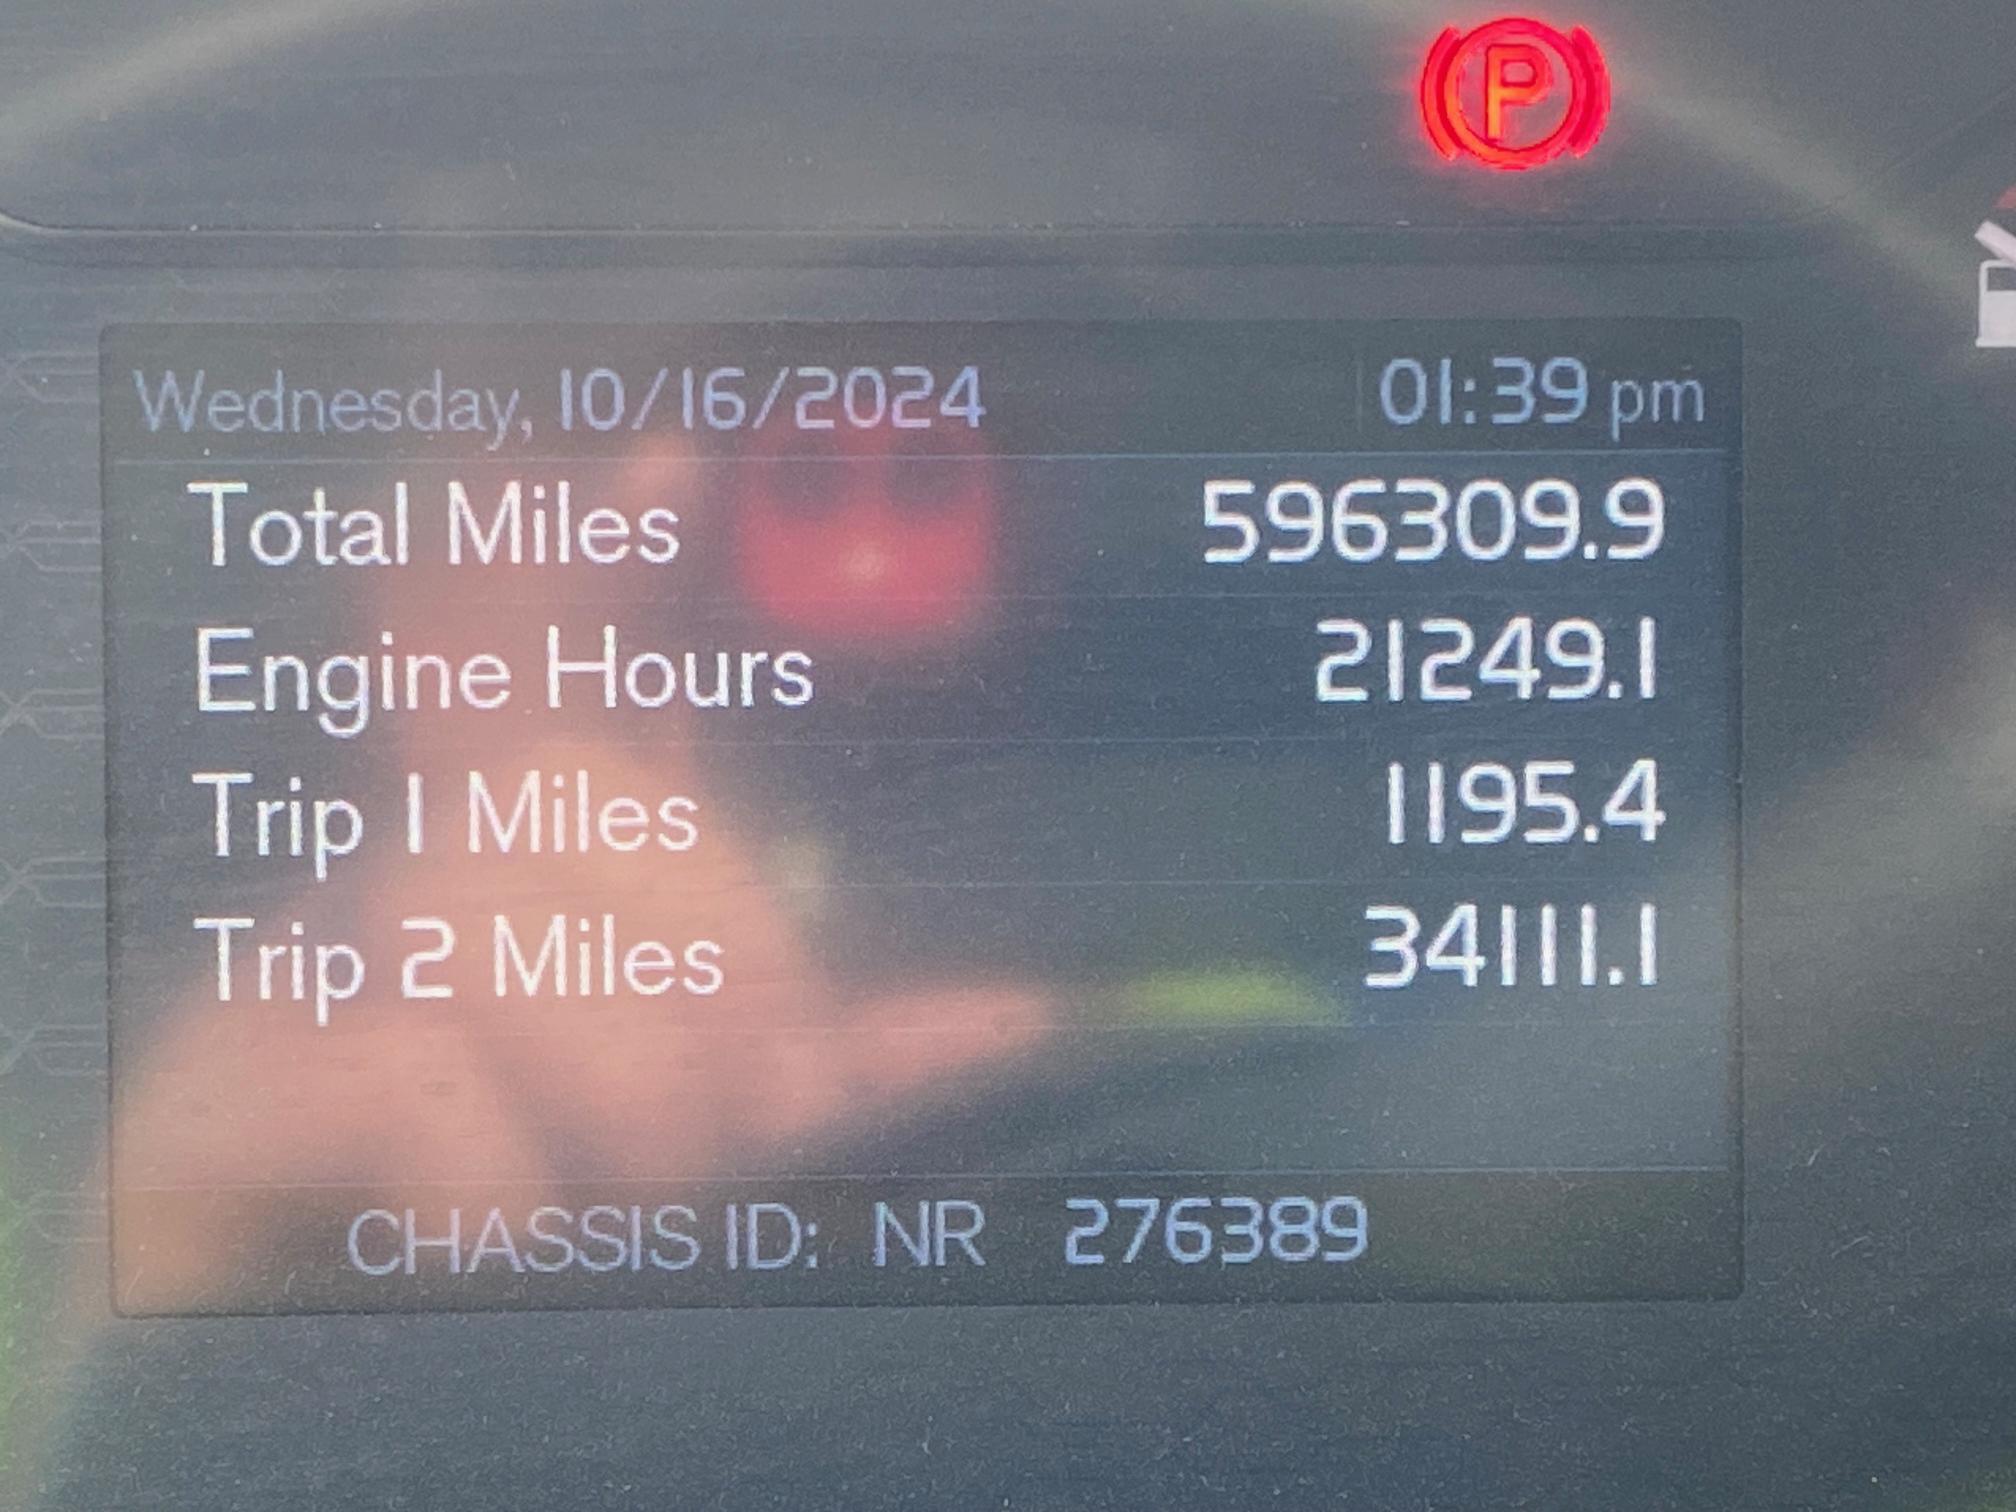 P
Wednesday, 10/16/2024 01:39 pm
Total Miles 596309.9
Engine Hours 21249.1
Trip 1 Miles 1195.4
Trip 2 Miles 34111.1
CHASSIS ID: NR 276389